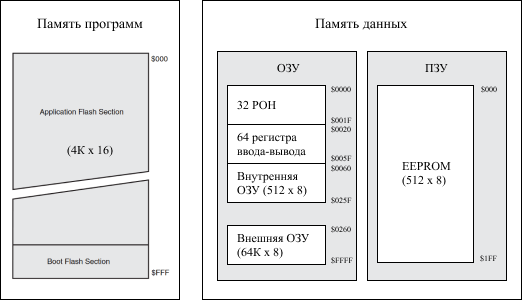 Память программ
$000
Application Flash Section
(4К x 16)
Boot Flash Section
$FFF
Память данных
ОЗУ
32 РОН
$0000
$001F
64 регистра
ввода-вывода
$0020
$005F
Внутренняя
ОЗУ (512 x 8)
$0060
$025F
Внешняя ОЗУ
(64К x 8)
$0260
$FFFF
ПЗУ
EEPROM
(512 x 8)
$000
$1FF